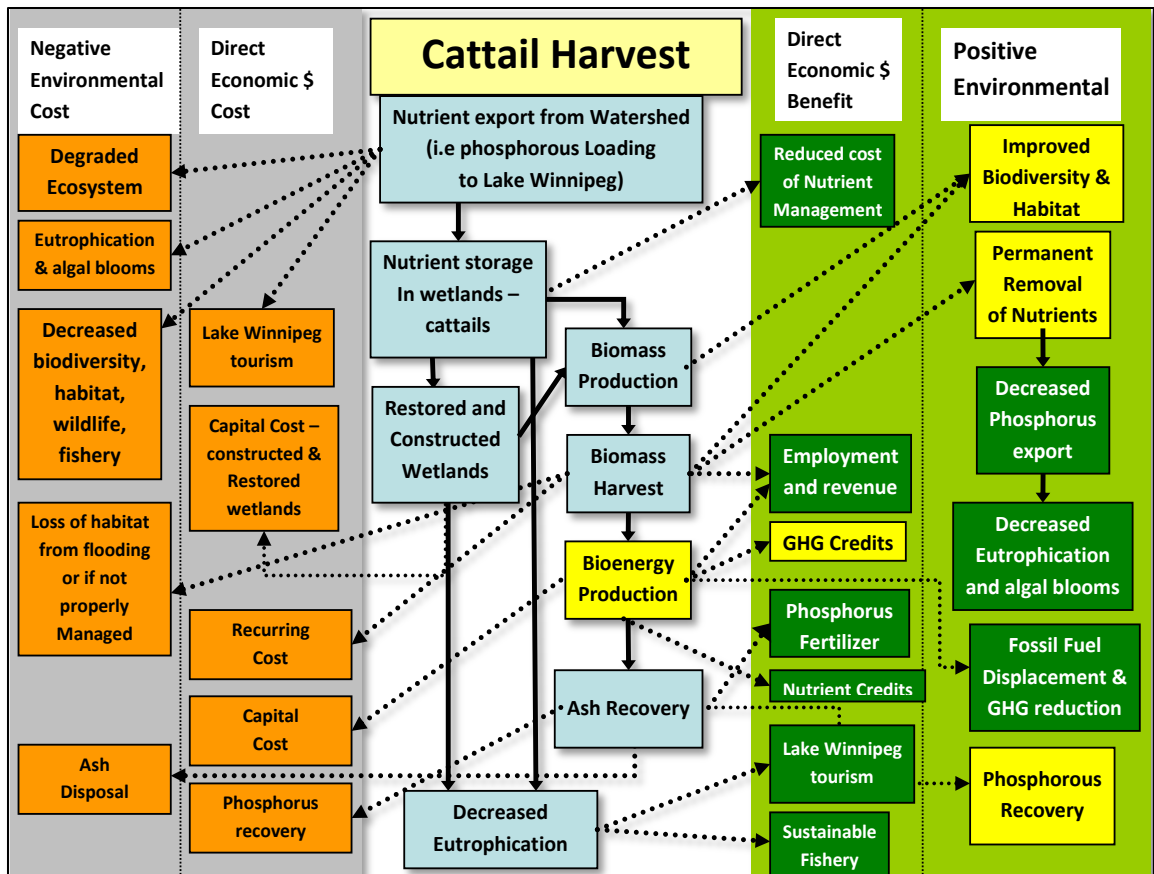 Negative
Environmental
Cost
Degraded
Ecosystem
Eutrophication
& algal blooms
Decreased
biodiversity,
habitat,
wildlife,
fishery
Loss of habitat
from flooding
or if not
properly
Managed
Ash
Disposal
Direct
Economic $
Cost
Lake Winnipeg
tourism
Capital Cost –
constructed &
Restored
wetlands
Recurring
Cost
Capital
Cost
Phosphorus
recovery
Cattail Harvest
Nutrient export from Watershed
(i.e phosphorous Loading
to Lake Winnipeg)
Nutrient storage
In wetlands –
cattails
Restored and
Constructed
Wetlands
Biomass
Production
Biomass
Harvest
Bioenergy
Production
Ash Recovery
Decreased
Eutrophication
Direct
Economic $
Benefit
Reduced cost
of Nutrient
Management
Employment
and revenue
GHG Credits
Phosphorus
Fertilizer
Nutrient Credits
Lake Winnipeg
tourism
Sustainable
Fishery
Positive
Environmental
Improved
Biodiversity &
Habitat
Permanent
Removal
of Nutrients
Decreased
Phosphorus
export
Decreased
Eutrophication
and algal blooms
Fossil Fuel
Displacement &
GHG reduction
Phosphorous
Recovery